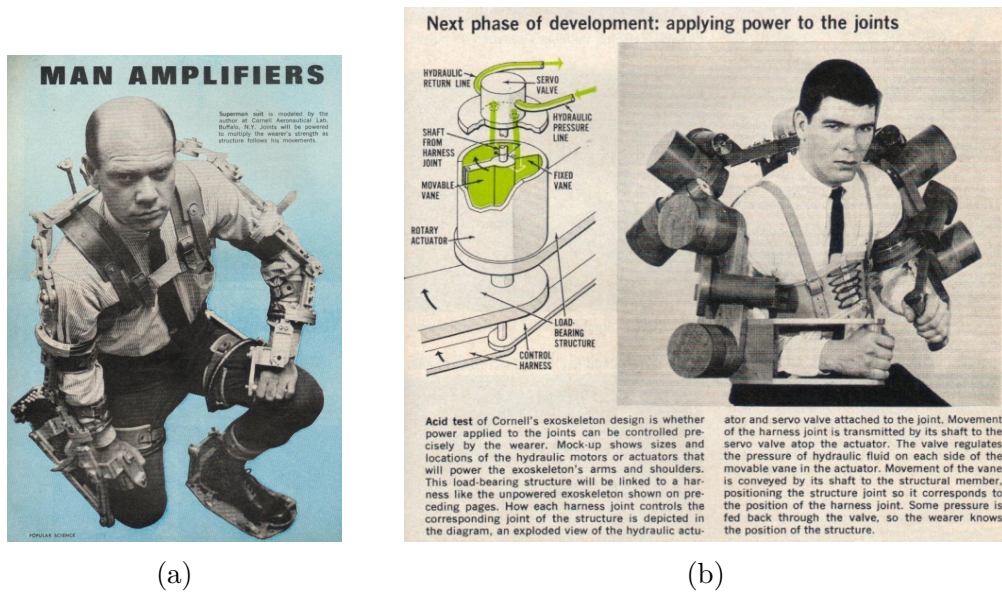 MAN AMPLIFIERS
Superman suit is modeled by the
author at Cornell Aeronautical Lab,
Buffalo, N.Y. Joints will be powered
to multiply the wearer's strength as
structure follows his movements.
POPULAR SCIENCE
(a)
Next phase of development: applying power to the joints
HYDRAULIC
RETURN LINE
SERVO
VALVE
HYDRAULIC
PRESSURE
LINE
SHAFT
FROM
HARNESS
JOINT
MOVABLE
VANE
FIXED
VANE
ROTARY
ACTUATOR
LOAD-
BEARING
STRUCTURE
CONTROL
HARNESS
Acid test of Cornell's exoskeleton design is whether
power applied to the joints can be controlled pre-
cisely by the wearer. Mock-up shows sizes and
locations of the hydraulic motors or actuators that
will power the exoskeleton's arms and shoulders.
This load-bearing structure will be linked to a har-
ness like the unpowered exoskeleton shown on pre-
ceding pages. How each harness joint controls the
corresponding joint of the structure is depicted in
the diagram, an exploded view of the hydraulic actu-
ator and servo valve attached to the joint. Movement
of the harness joint is transmitted by its shaft to the
servo valve atop the actuator. The valve regulates
the pressure of hydraulic fluid on each side of the
movable vane in the actuator. Movement of the vane
is conveyed by its shaft to the structural member,
positioning the structure joint so it corresponds to
the position of the harness joint. Some pressure is
fed back through the valve, so the wearer knows
the position of the structure.
(b)